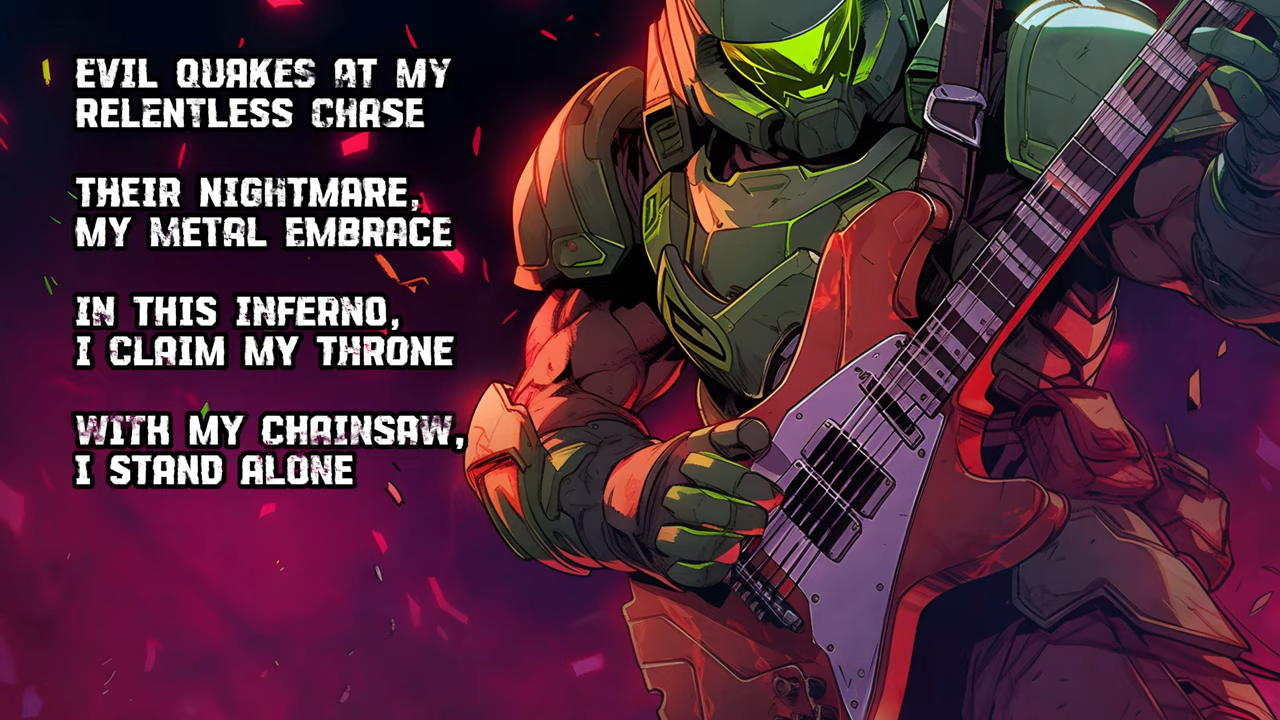 EVIL QUAKES AT MY
RELENTLESS CHASE
THEIR NIGHTMARE,
MY METAL EMBRACE
IN THIS INFERNO,
I CLAIM MY THRONE
WITH MY CHAINSAW,
I STAND ALONE